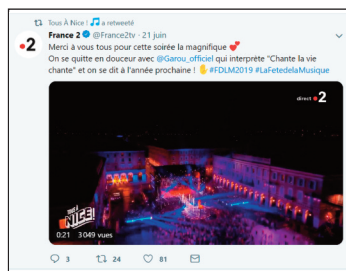 Tous À Nice ! a retweeté
France 2 @France2tv · 21 juin
Merci à vous tous pour cette soirée la magnifique 💕
On se quitte en douceur avec @Garou_officiel qui interprète "Chante la vie
chante" et on se dit à l'année prochaine ! ✋ #FDLM2019 #LaFetedelaMusique
2
direct 2
TOUS À
NICE!
0:21 3 049 vues
3 24 81